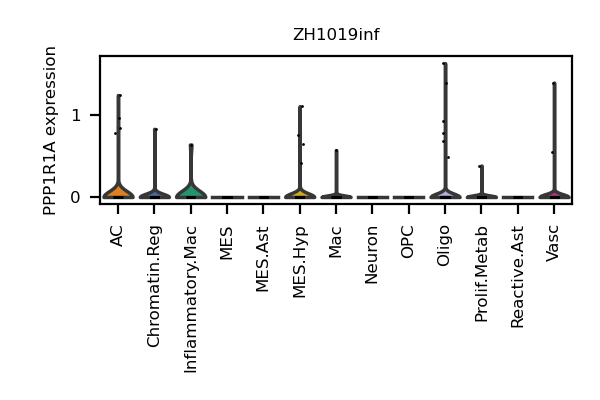 ZH1019inf
PPP1R1A expression
1
0
AC
Chromatin.Reg
Inflammatory.Mac
MES
MES.Ast
MES.Hyp
Mac
Neuron
OPC
Oligo
Prolif.Metab
Reactive.Ast
Vasc